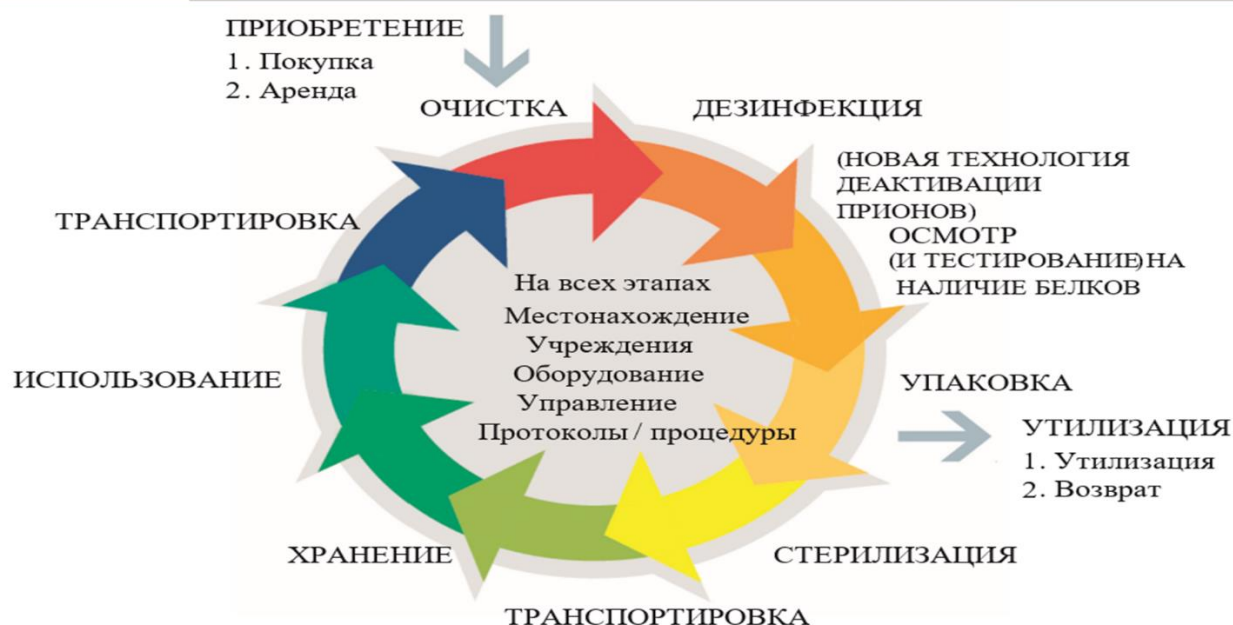 ПРИОБРЕТЕНИЕ
1. Покупка
2. Аренда
ОЧИСТКА
ДЕЗИНФЕКЦИЯ
(НОВАЯ ТЕХНОЛОГИЯ
ДЕАКТИВАЦИИ
ПРИОНОВ)
ОСМОТР
(И ТЕСТИРОВАНИЕ) НА
НАЛИЧИЕ БЕЛКОВ
УПАКОВКА
УТИЛИЗАЦИЯ
1. Утилизация
2. Возврат
СТЕРИЛИЗАЦИЯ
ТРАНСПОРТИРОВКА
ХРАНЕНИЕ
ИСПОЛЬЗОВАНИЕ
ТРАНСПОРТИРОВКА
На всех этапах
Местонахождение
Учреждения
Оборудование
Управление
Протоколы / процедуры